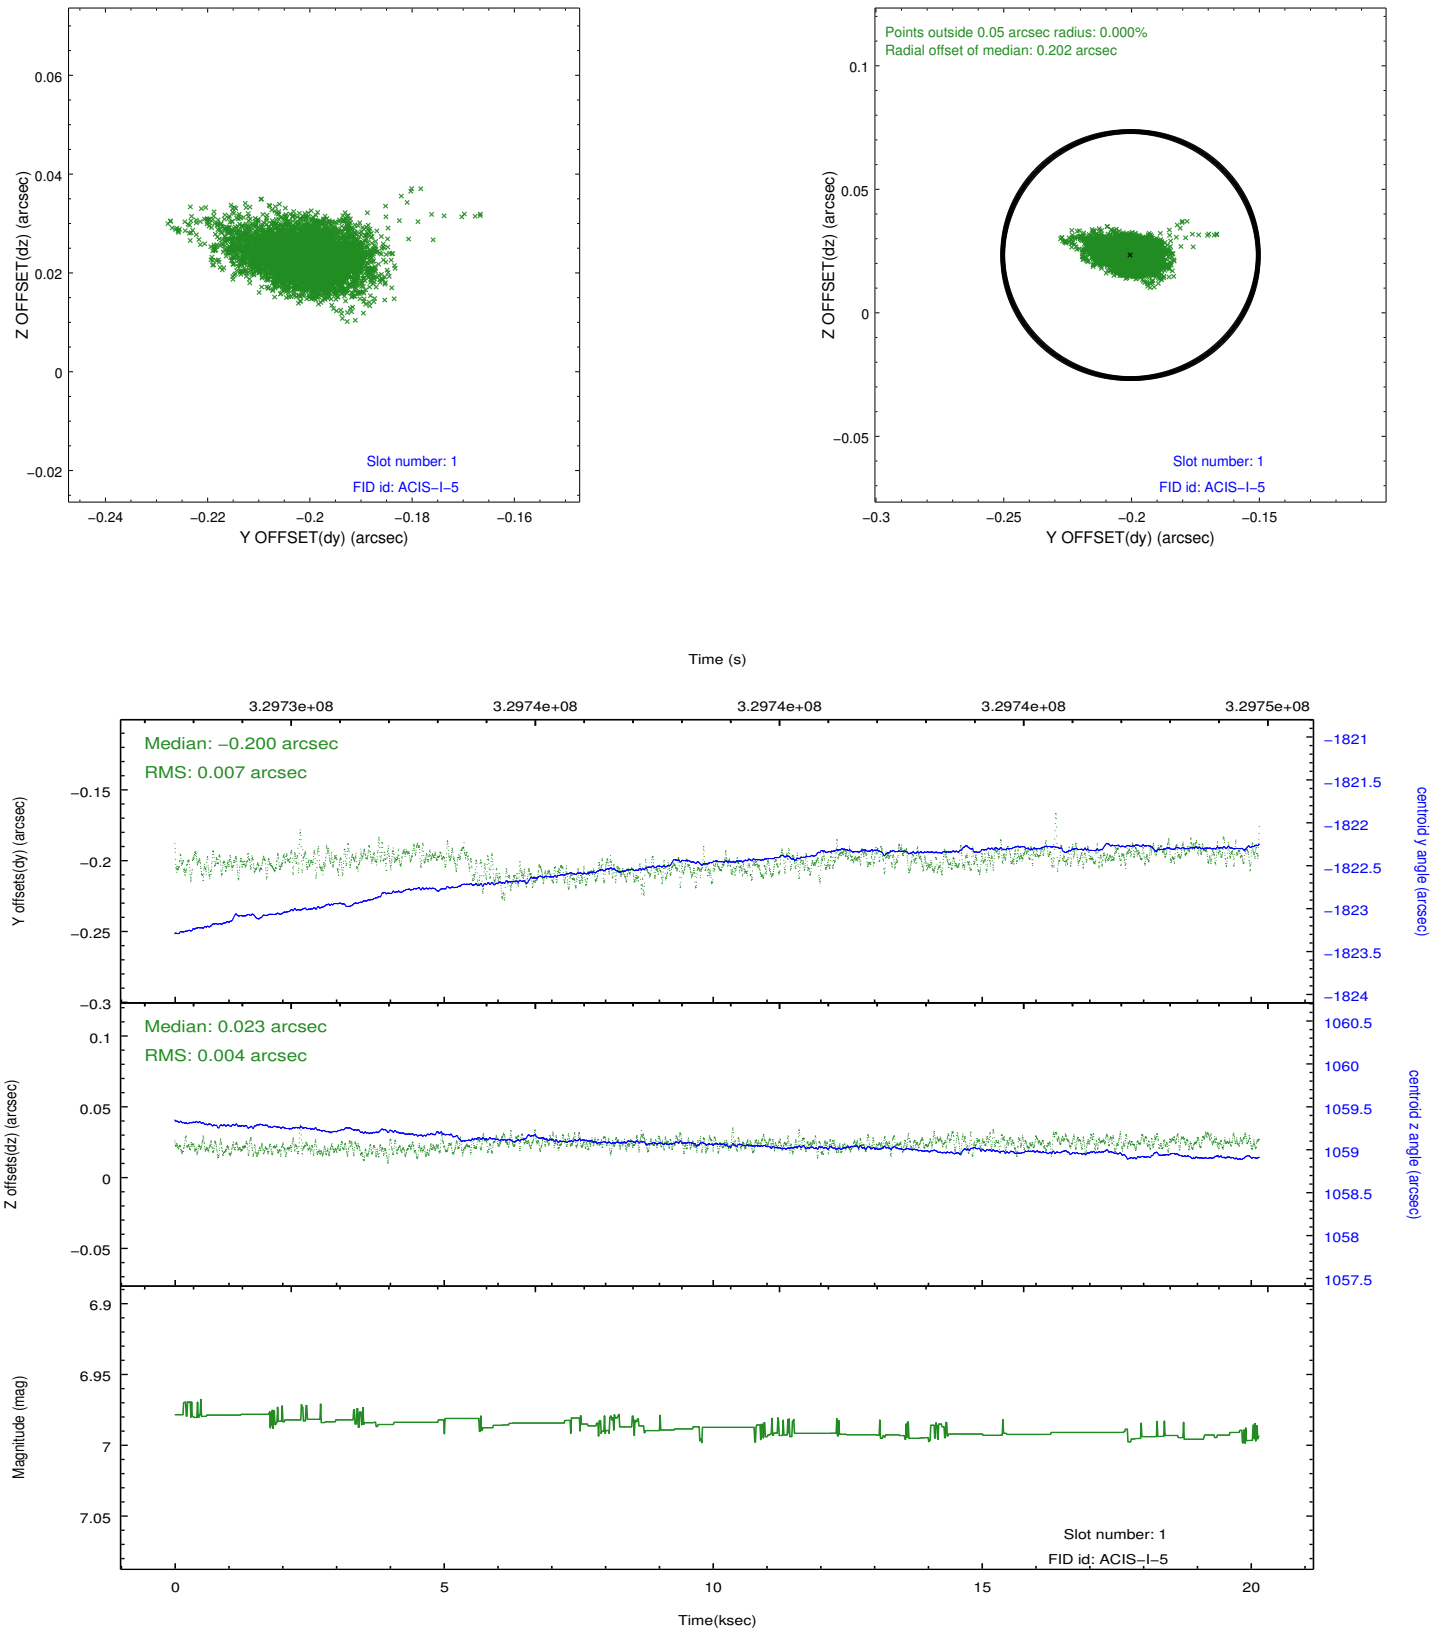 0.06
0.04
0.02
0
−0.02
Z OFFSET(dz) (arcsec)
Slot number: 1
FID id: ACIS−I−5
−0.24
−0.22
−0.2
−0.18
−0.16
Y OFFSET(dy) (arcsec)
Points outside 0.05 arcsec radius: 0.000%
Radial offset of median: 0.202 arcsec
0.1
0.05
0
−0.05
Z OFFSET(dz) (arcsec)
Slot number: 1
FID id: ACIS−I−5
−0.3
−0.25
−0.2
−0.15
Y OFFSET(dy) (arcsec)
Time (s)
3.2973e+08
3.2974e+08
3.2974e+08
3.2974e+08
3.2975e+08
Median: −0.200 arcsec
RMS: 0.007 arcsec
−0.15
−0.2
−0.25
−0.3
Y offsets(dy) (arcsec)
−1821
−1821.5
−1822
−1822.5
−1823
−1823.5
−1824
centroid y angle (arcsec)
Median: 0.023 arcsec
RMS: 0.004 arcsec
0.1
0.05
0
−0.05
Z offsets(dz) (arcsec)
1060.5
1060
1059.5
1059
1058.5
1058
1057.5
centroid z angle (arcsec)
6.9
6.95
7
7.05
Magnitude (mag)
Slot number: 1
FID id: ACIS−I−5
0
5
10
15
20
Time(ksec)